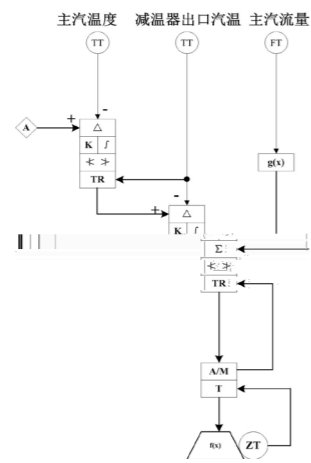 主汽温度 减温器出口汽温 主汽流量
TT TT FT
+ -
A △
K ∫
g(x)
TR
-
+ △
K ∫
Σ
TR
A/M
T
f(x) ZT